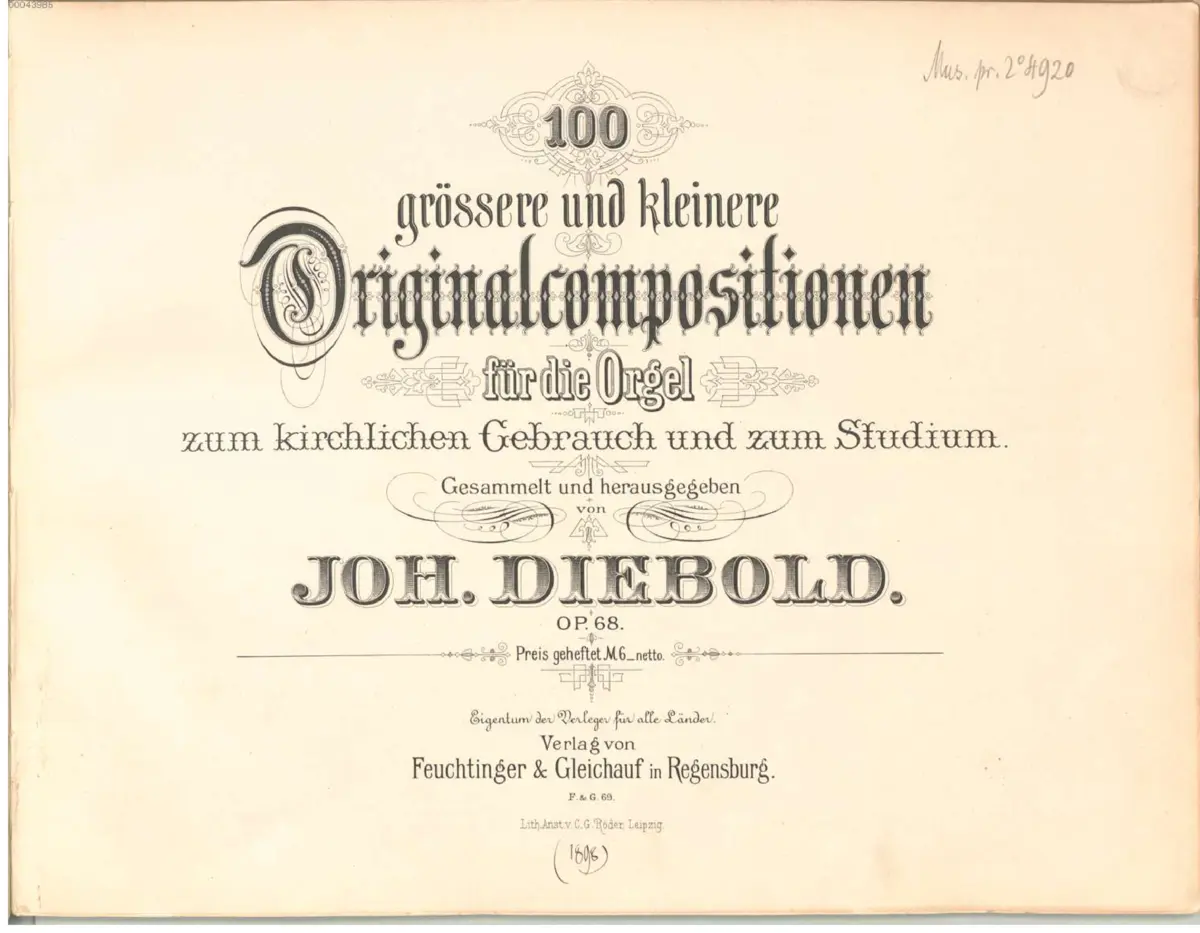 00043985
Mus. pr. 2° 4920
100
grössere und kleinere
Originalcompositionen
für die Orgel
zum kirchlichen Gebrauch und zum Studium.
Gesammelt und herausgegeben
von
JOH. DIEBOLD.
OP. 68.
Preis geheftet M 6_ netto.
Eigentum der Verleger für alle Länder.
Verlag von
Feuchtinger & Gleichauf in Regensburg.
F. & G. 69.
Lith. Anst. v. C. G. Röder, Leipzig.
(1898)